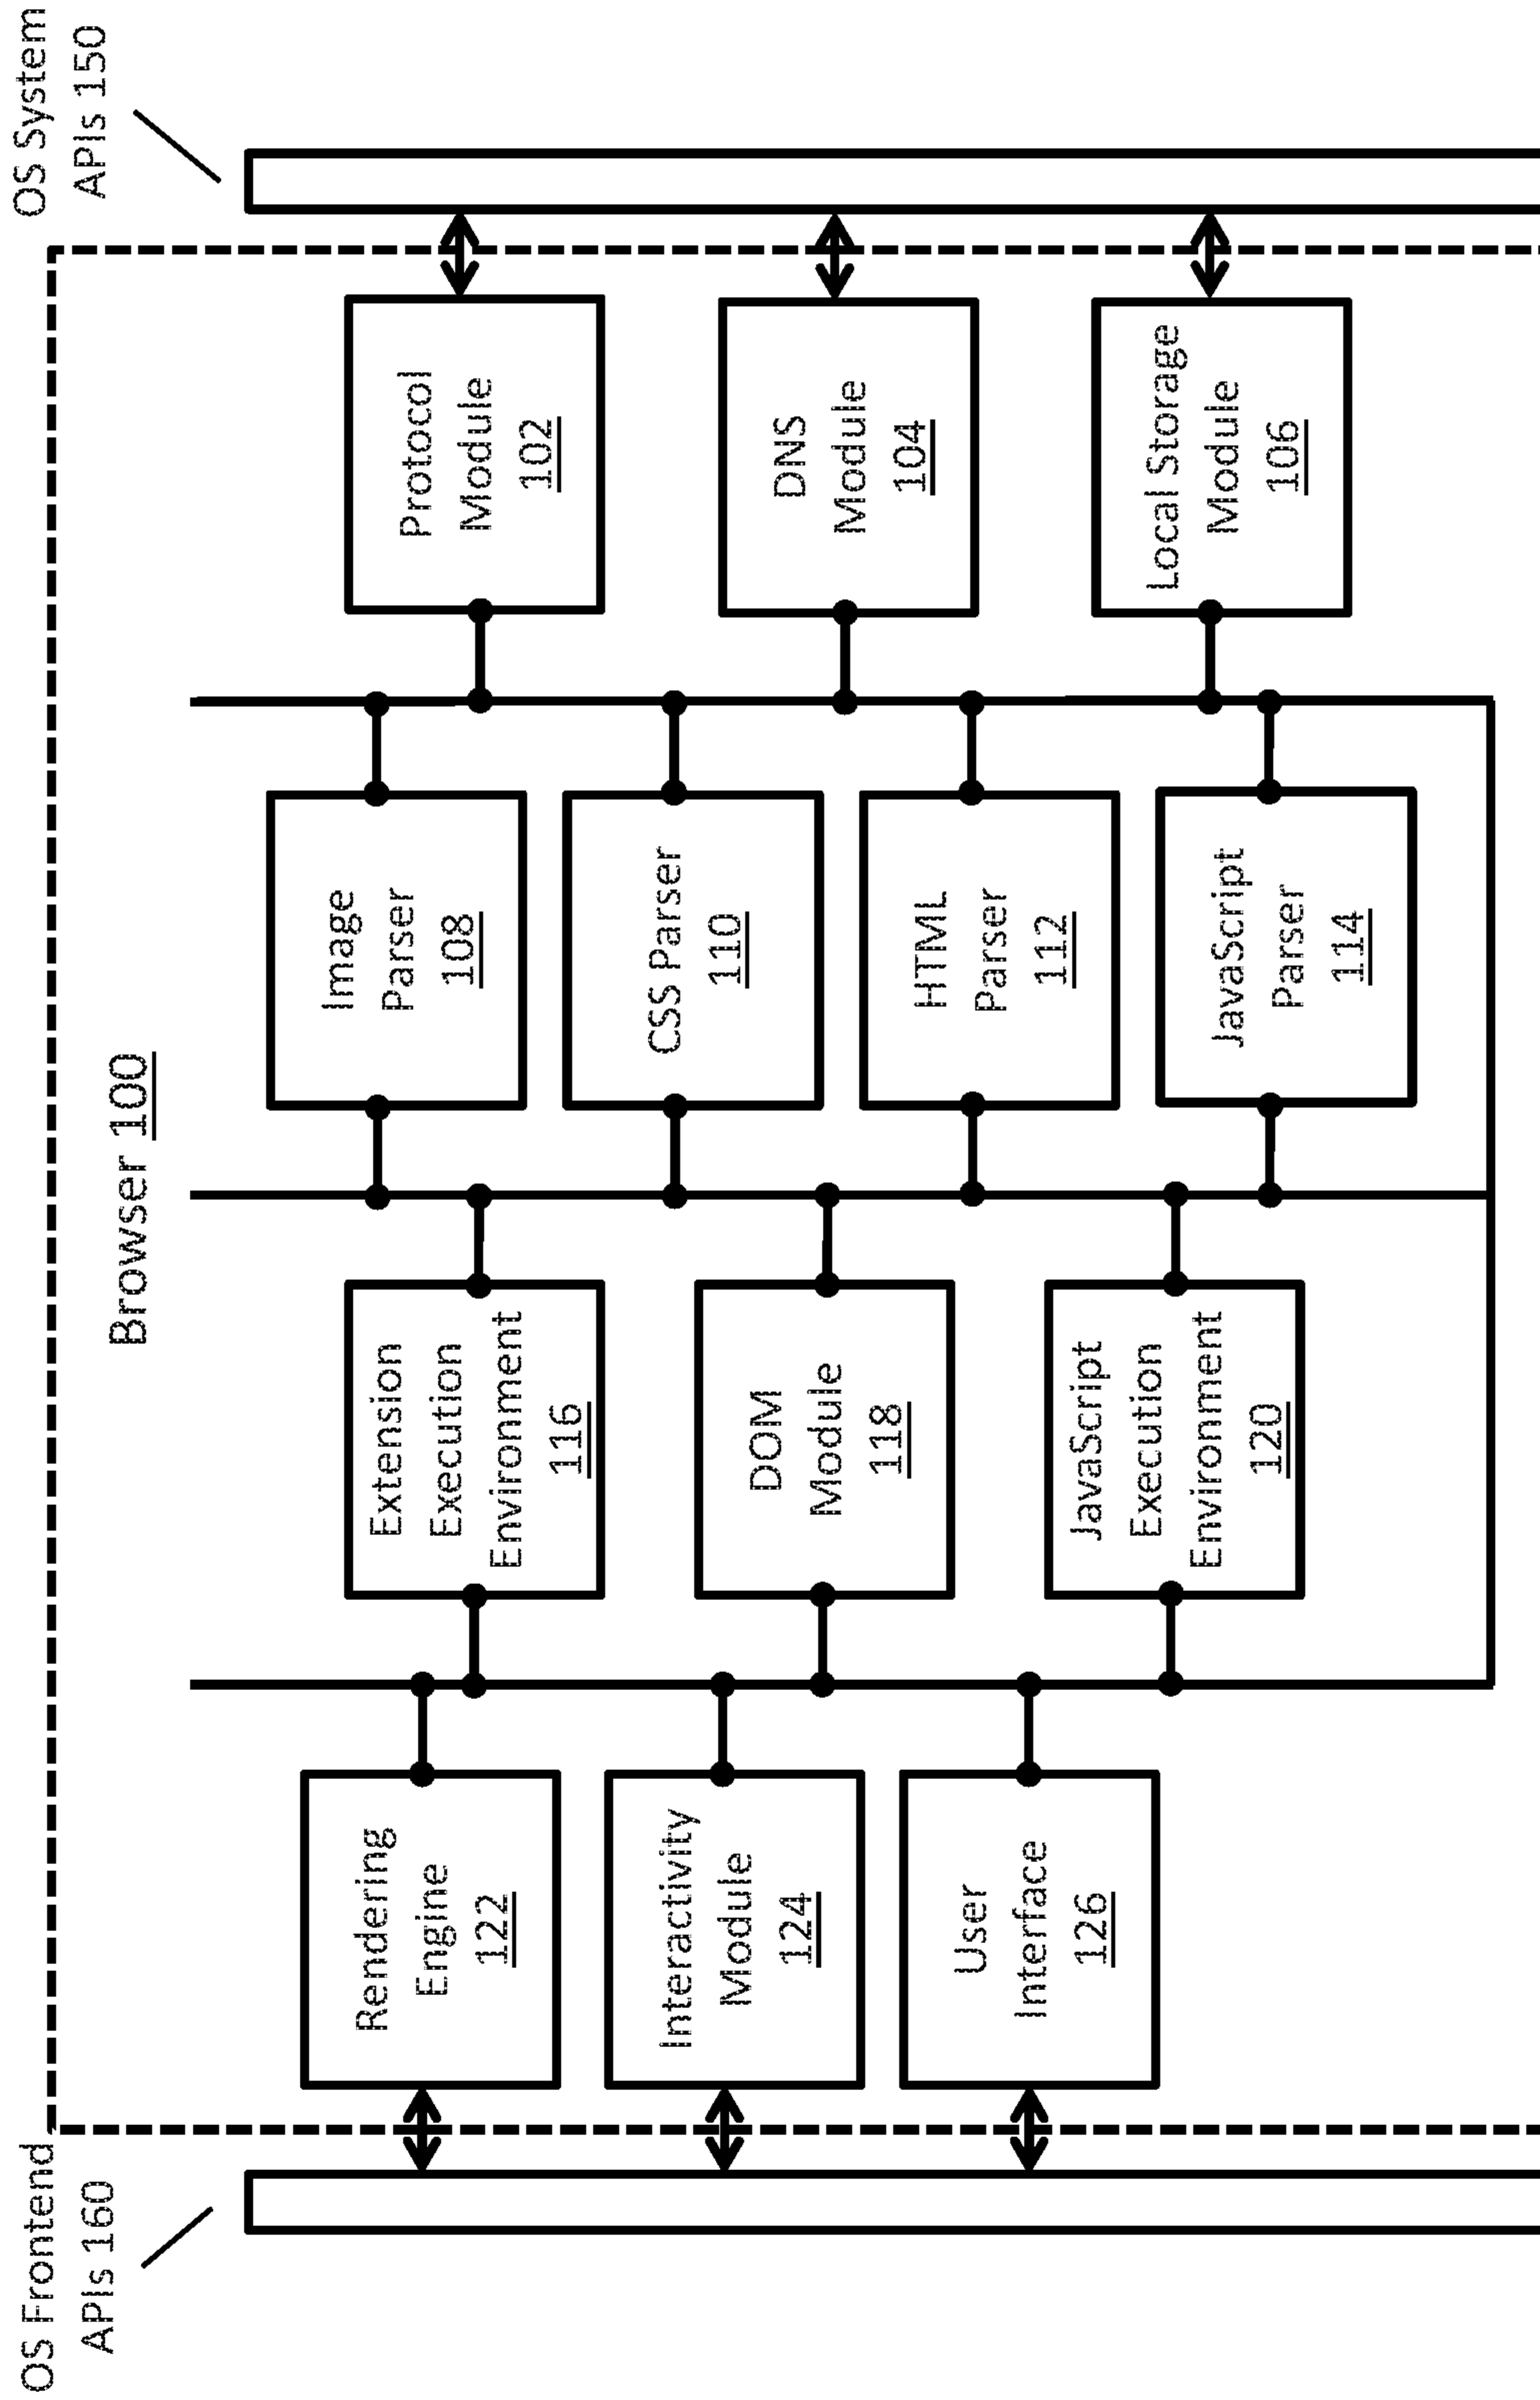 OS Frontend
APIs 160
Browser 100
OS System
APIs 150
Rendering
Engine
122
Interactivity
Module
124
User
Interface
126
Extension
Execution
Environment
116
DOM
Module
118
JavaScript
Execution
Environment
120
Image
Parser
108
CSS Parser
110
HTML
Parser
112
JavaScript
Parser
114
Protocol
Module
102
DNS
Module
104
Local Storage
Module
106